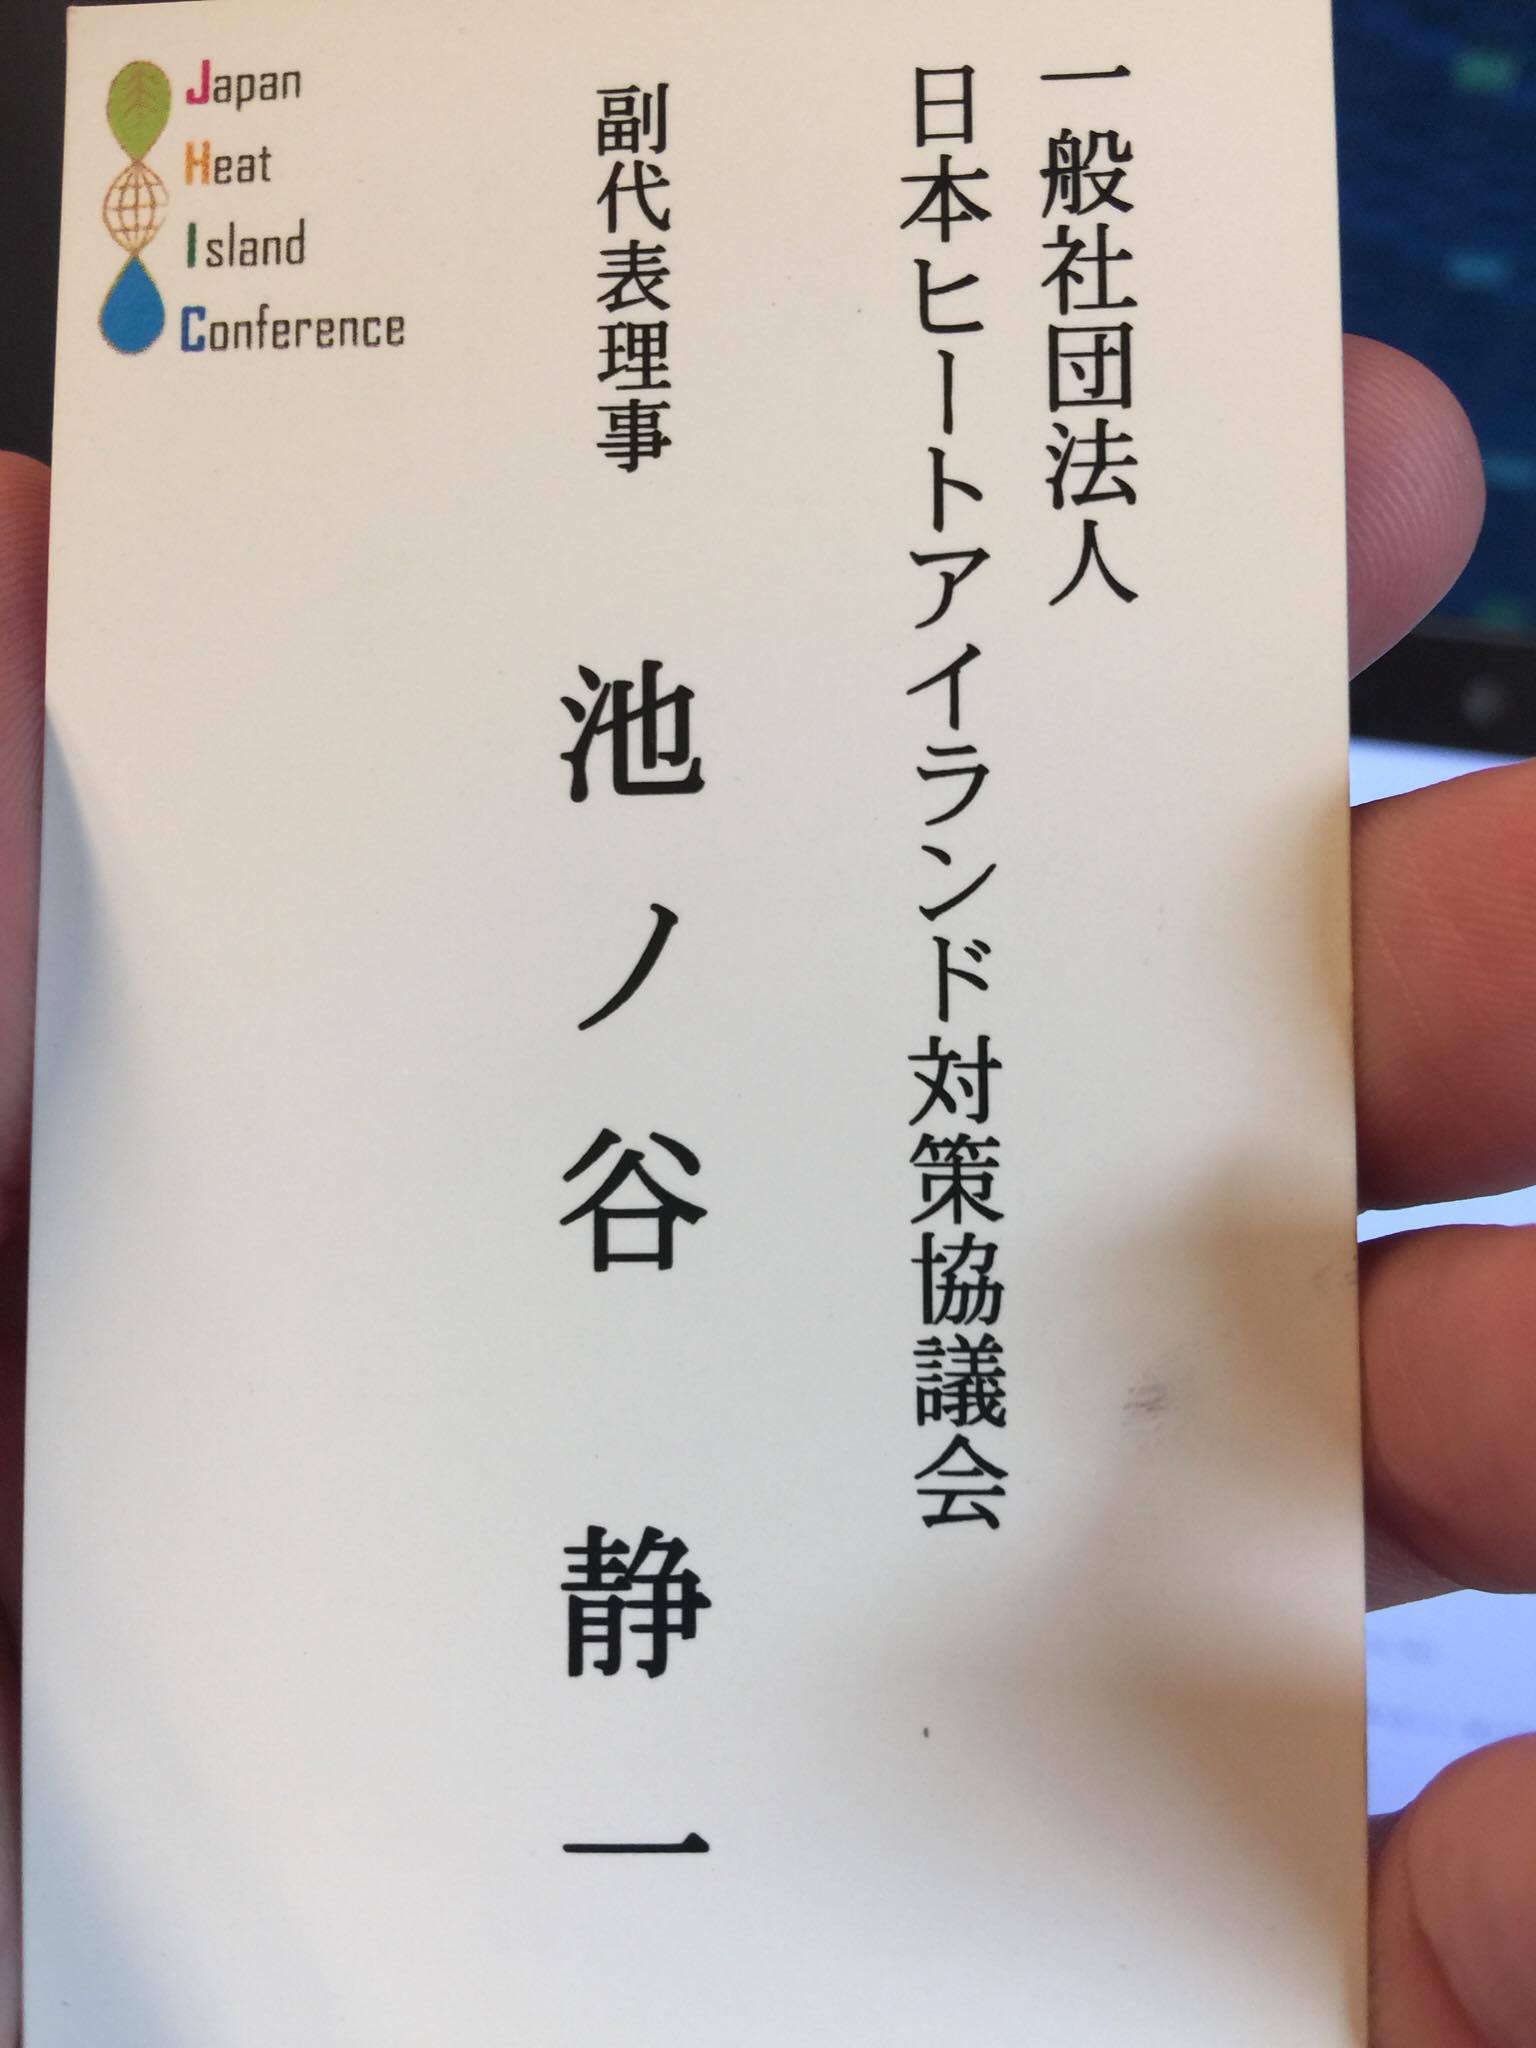 一般社団法人
日本ヒートアイランド対策協議会
副代表理事 池ノ谷 静一
Japan
Heat
Island
Conference